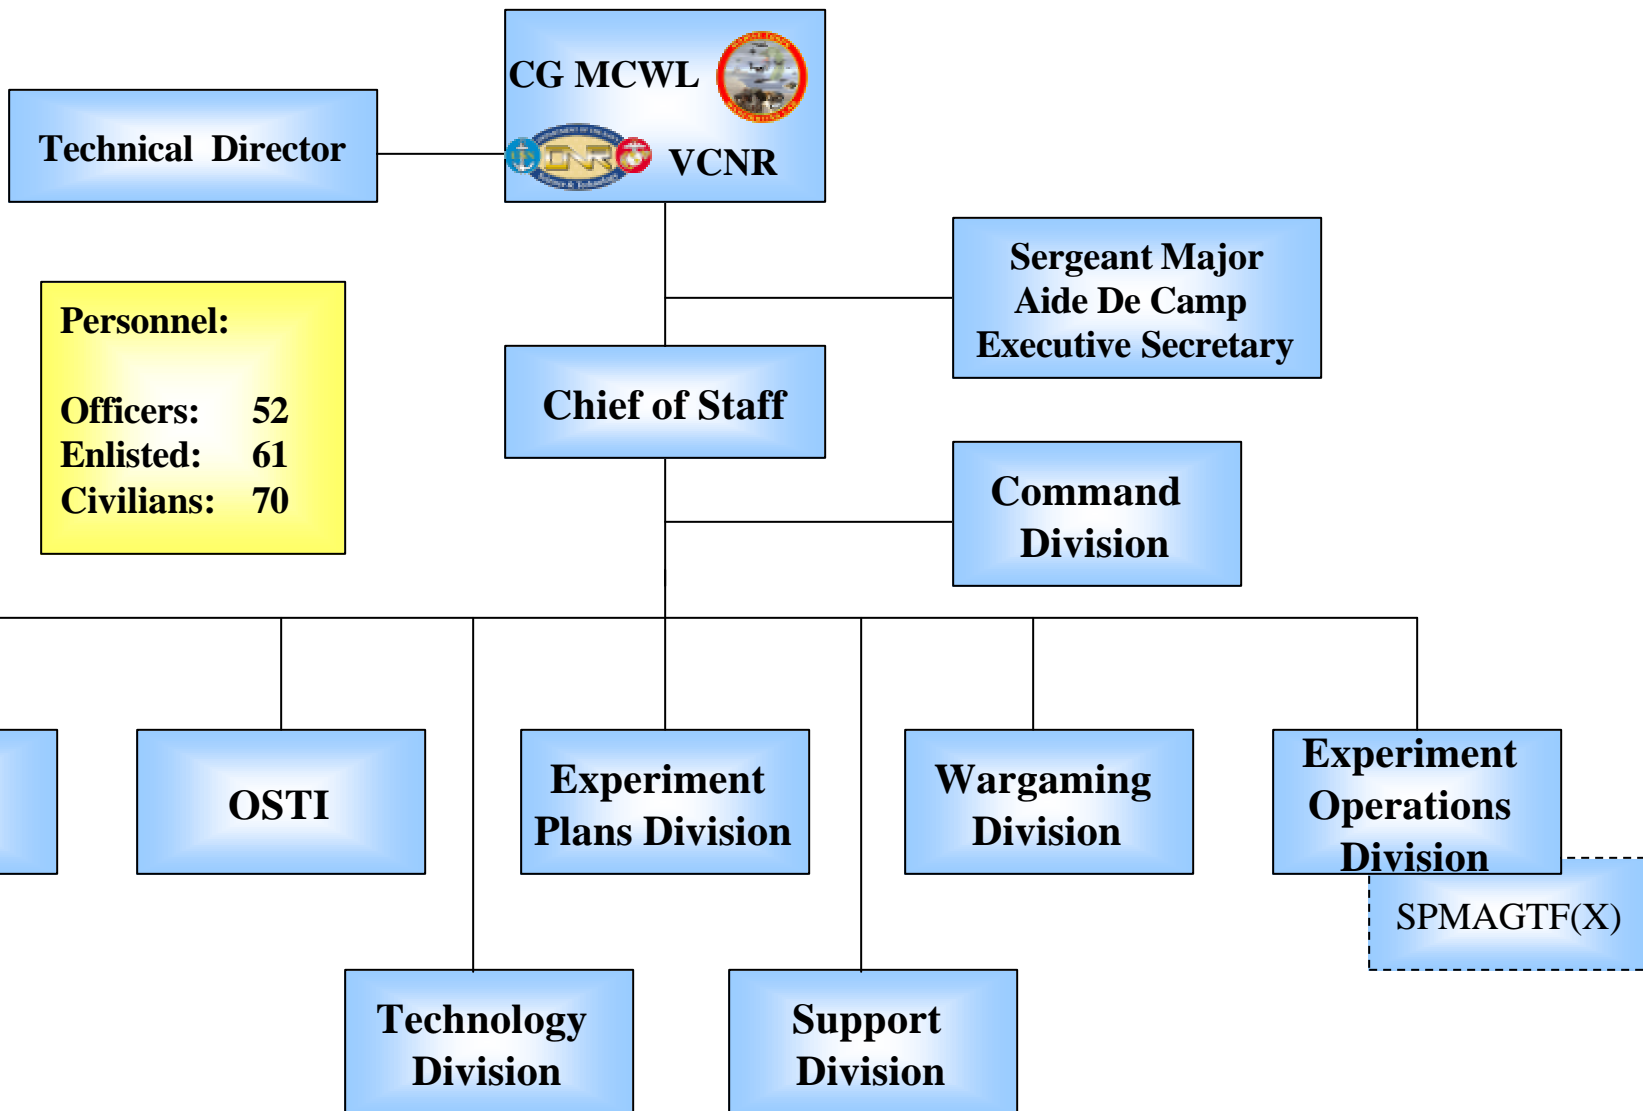 CG MCWL
VCNR
Technical Director
Sergeant Major
Aide De Camp
Executive Secretary
Personnel:
Officers: 52
Enlisted: 61
Civilians: 70
Chief of Staff
Command
Division
OSTI
Experiment
Plans Division
Wargaming
Division
Experiment
Operations
Division
SPMAGTF(X)
Technology
Division
Support
Division